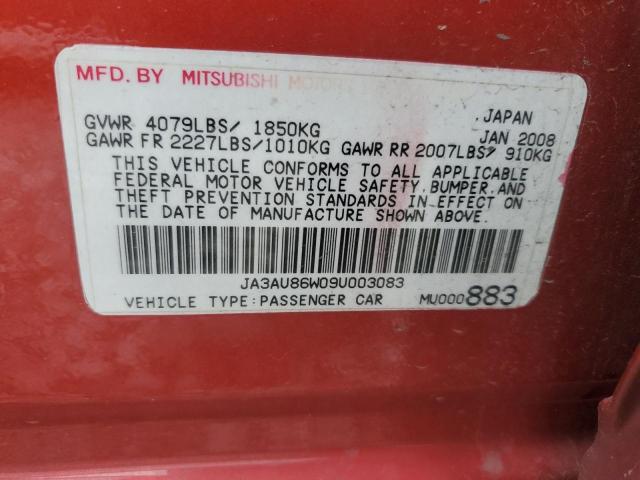 MFD. BY MITSUBISHI MOTORS
JAPAN
GVWR 4079LBS/ 1850KG JAN 2008
GAWR FR 2227LBS/1010KG GAWR RR 2007LBS/ 910KG
THIS VEHICLE CONFORMS TO ALL APPLICABLE
FEDERAL MOTOR VEHICLE SAFETY, BUMPER, AND
THEFT PREVENTION STANDARDS IN EFFECT ON
THE DATE OF MANUFACTURE SHOWN ABOVE.
JA3AU86W09U003083
VEHICLE TYPE:PASSENGER CAR MU000883